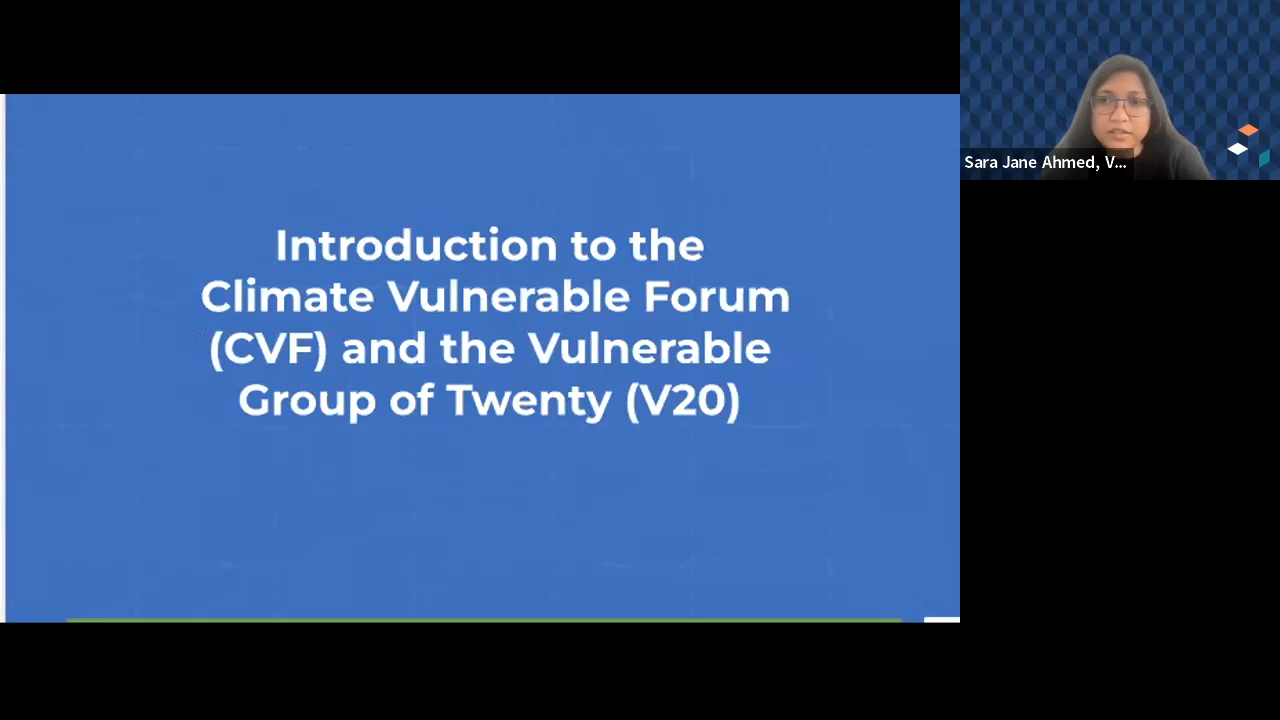 Introduction to the
Climate Vulnerable Forum
(CVF) and the Vulnerable
Group of Twenty (V20)
Sara Jane Ahmed, V...